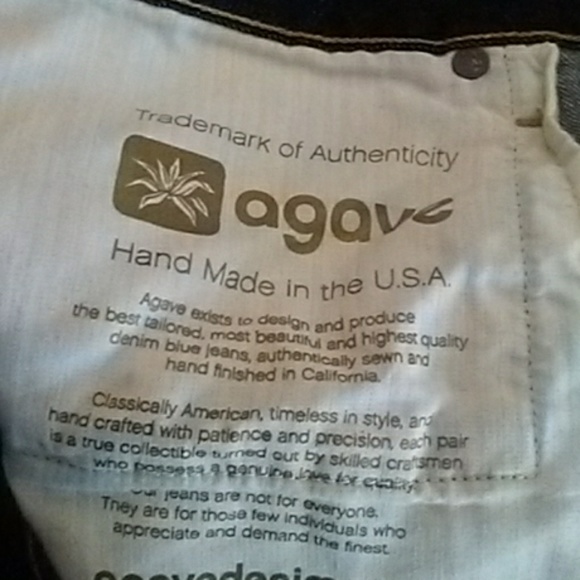 Trademark of Authenticity
agave
Hand Made in the U.S.A.
Agave exists to design and produce
the best tailored, most beautiful and highest quality
denim blue jeans, authentically sewn and
hand finished in California.
Classically American, timeless in style, and
hand crafted with patience and precision, each pair
is a true collectible turned out by skilled craftsmen
who possess a genuine love for quality.
Our jeans are not for everyone.
They are for those few individuals who
appreciate and demand the finest.